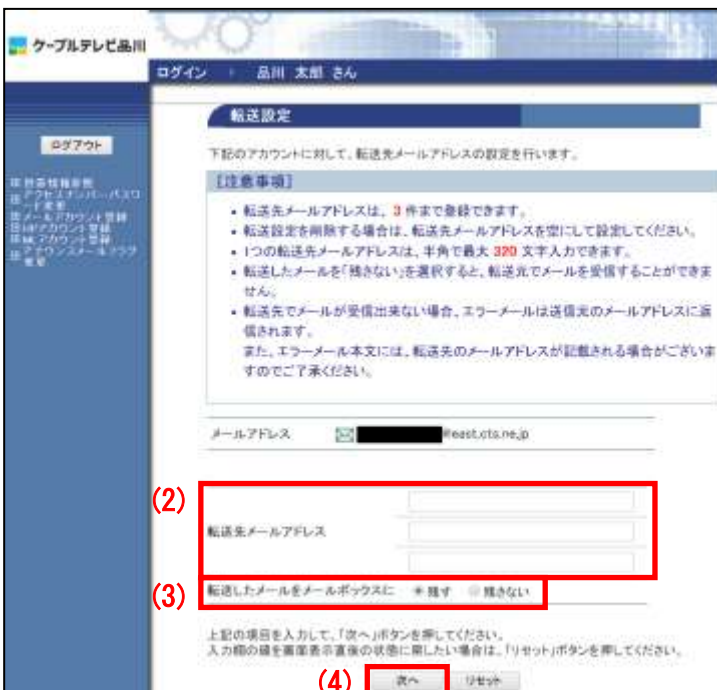 ケーブルテレビ品川
ログイン
品川 太郎 さん
転送設定
ログアウト
下記のアカウントに対して、転送先メールアドレスの設定を行います。
[注意事項]
• 転送先メールアドレスは、3 件まで登録できます。
• 転送設定を削除する場合は、転送先メールアドレスを空にして設定してください。
• 1つの転送先メールアドレスは、半角で最大 320 文字入力できます。
• 転送したメールを「残さない」を選択すると、転送元でメールを受信することができま
せん。
• 転送先でメールが受信出来ない場合、エラーメールは送信元のメールアドレスに返
信されます。
また、エラーメール本文には、転送先のメールアドレスが記載される場合がございま
すのでご了承ください。
メールアドレス
@east.cts.ne.jp
(2)
転送先メールアドレス
(3)
転送したメールをメールボックスに 残す 残さない
上記の項目を入力して、「次へ」ボタンを押してください。
入力欄の値を画面表示直後の状態に戻したい場合は、「リセット」ボタンを押してください。
(4)
次へ
リセット